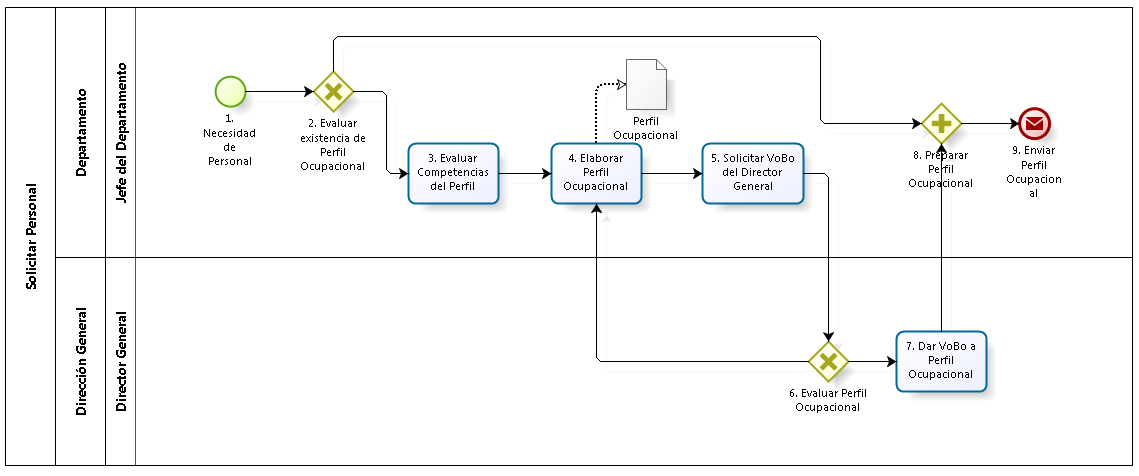 Solicitar Personal
Departamento
Jefe del Departamento
1.
Necesidad
de
Personal
2. Evaluar
existencia de
Perfil
Ocupacional
3. Evaluar
Competencias
del Perfil
4. Elaborar
Perfil
Ocupacional
Perfil
Ocupacional
5. Solicitar VoBo
del Director
General
8. Preparar
Perfil
Ocupacional
9. Enviar
Perfil
Ocupacion
al
Dirección General
Director General
6. Evaluar Perfil
Ocupacional
7. Dar VoBo a
Perfil
Ocupacional